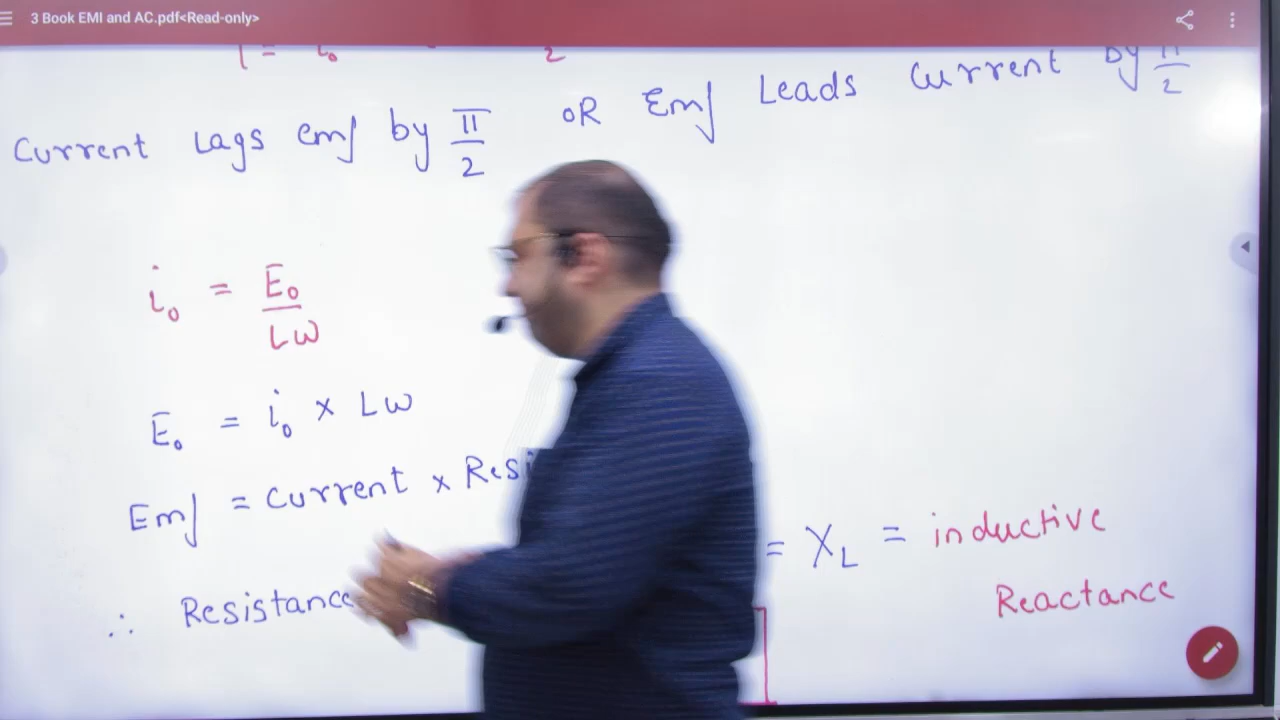 3 Book EMI and AC.pdf<Read-only>
Current Lags emf by π/2 OR Emf Leads Current by π/2
i₀ = E₀/Lω
E₀ = i₀ × Lω
Emf = Current ×
∴ Resistance = X_L = inductive
Reactance